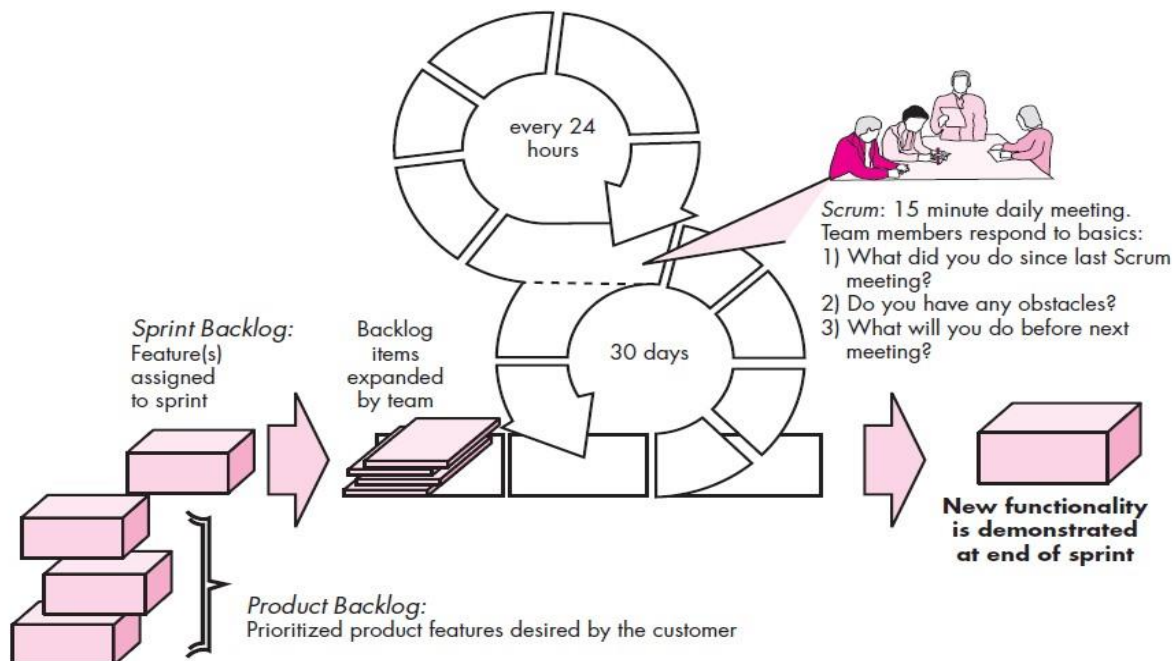 every 24
hours
Scrum: 15 minute daily meeting.
Team members respond to basics:
1) What did you do since last Scrum
meeting?
2) Do you have any obstacles?
3) What will you do before next
meeting?
Sprint Backlog:
Feature(s)
assigned
to sprint
Backlog
items
expanded
by team
30 days
New functionality
is demonstrated
at end of sprint
Product Backlog:
Prioritized product features desired by the customer